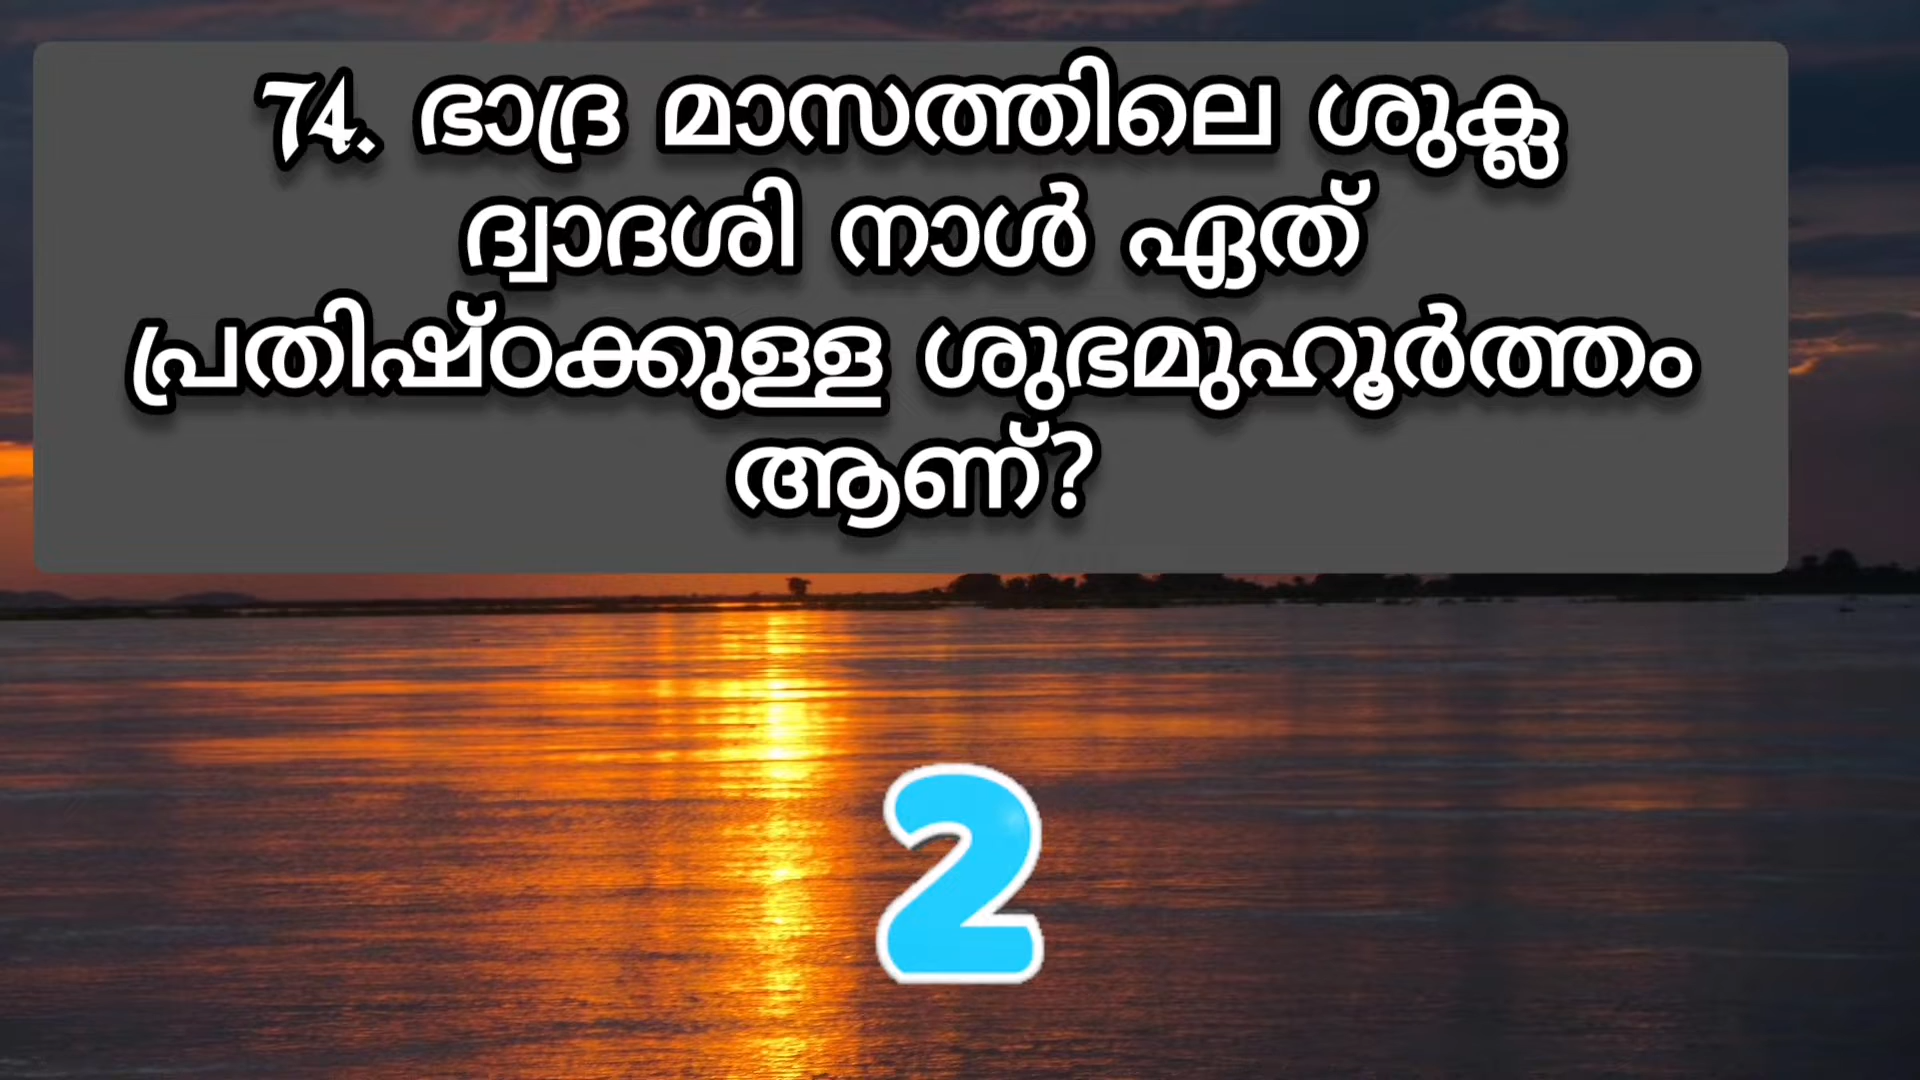 74. ഭാദ്ര മാസത്തിലെ ശുക്ല
ദ്വാദശി നാൾ ഏത്
പ്രതിഷ്ഠക്കുള്ള ശുഭമുഹൂർത്തം
ആണ്?
2